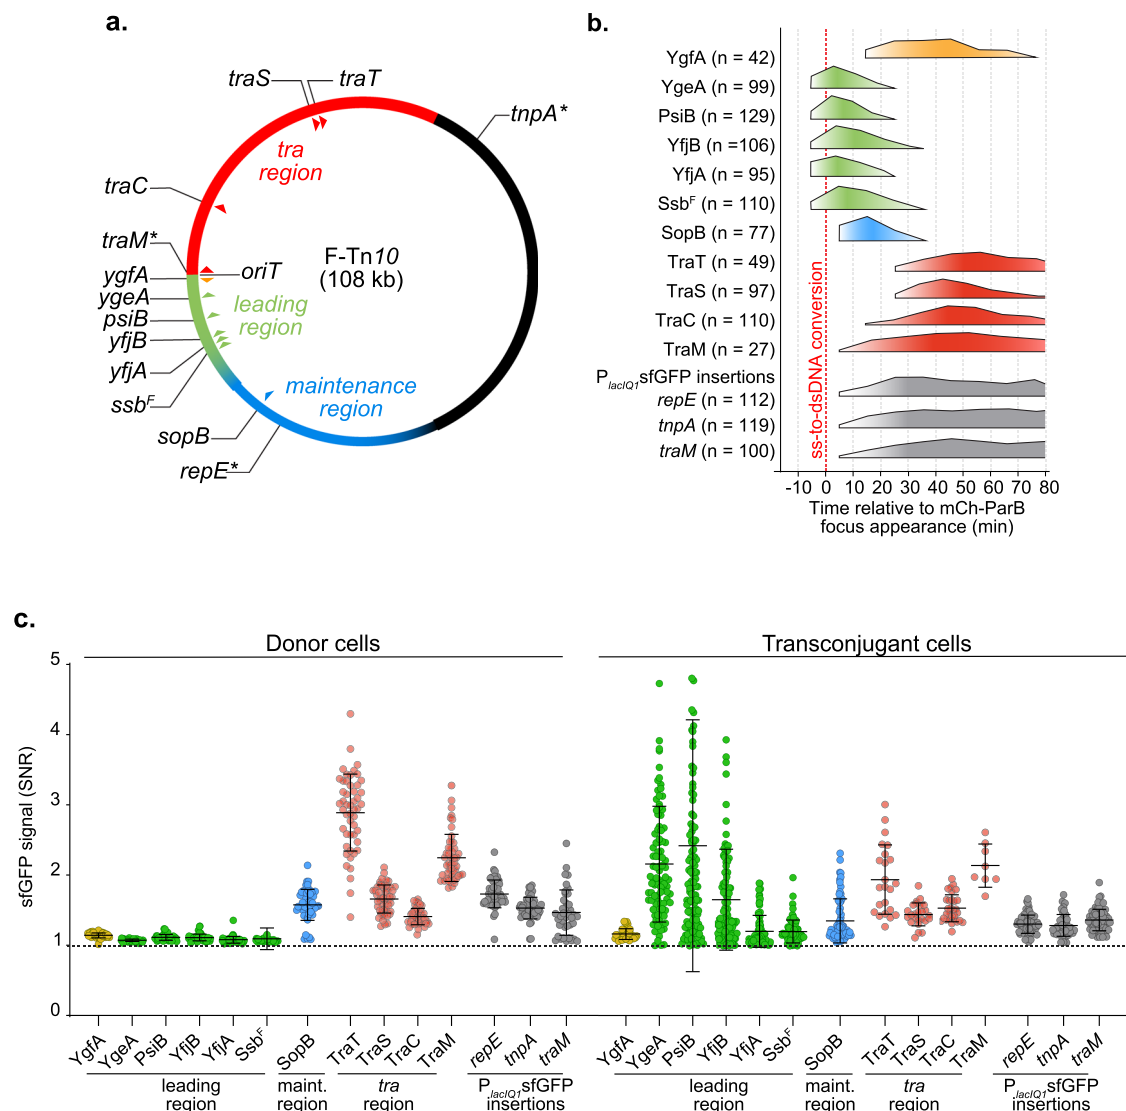 a.
traS
traT
tnpA*
tra
region
traC
traM*
oriT
F-Tn10
(108 kb)
ygfA
ygeA
psiB
yfjB
yfjA
ssbF
leading
region
maintenance
region
sopB
repE*
b.
YgfA (n = 42)
YgeA (n = 99)
PsiB (n = 129)
YfjB (n =106)
YfjA (n = 95)
SsbF (n = 110)
SopB (n = 77)
TraT (n = 49)
TraS (n = 97)
TraC (n = 110)
TraM (n = 27)
PlacIQ1sfGFP insertions
repE (n = 112)
tnpA (n = 119)
traM (n = 100)
ss-to-dsDNA conversion
-10 0 10 20 30 40 50 60 70 80
Time relative to mCh-ParB
focus appearance (min)
c.
Donor cells
Transconjugant cells
sfGFP signal (SNR)
5
4
3
2
1
0
YgfA YgeA PsiB YfjB YfjA SsbF SopB TraT TraS TraC TraM repE tnpA traM
YgfA YgeA PsiB YfjB YfjA SsbF SopB TraT TraS TraC TraM repE tnpA traM
leading
region
maint.
region
tra
region
PlacIQ1sfGFP
insertions
leading
region
maint.
region
tra
region
PlacIQ1sfGFP
insertions